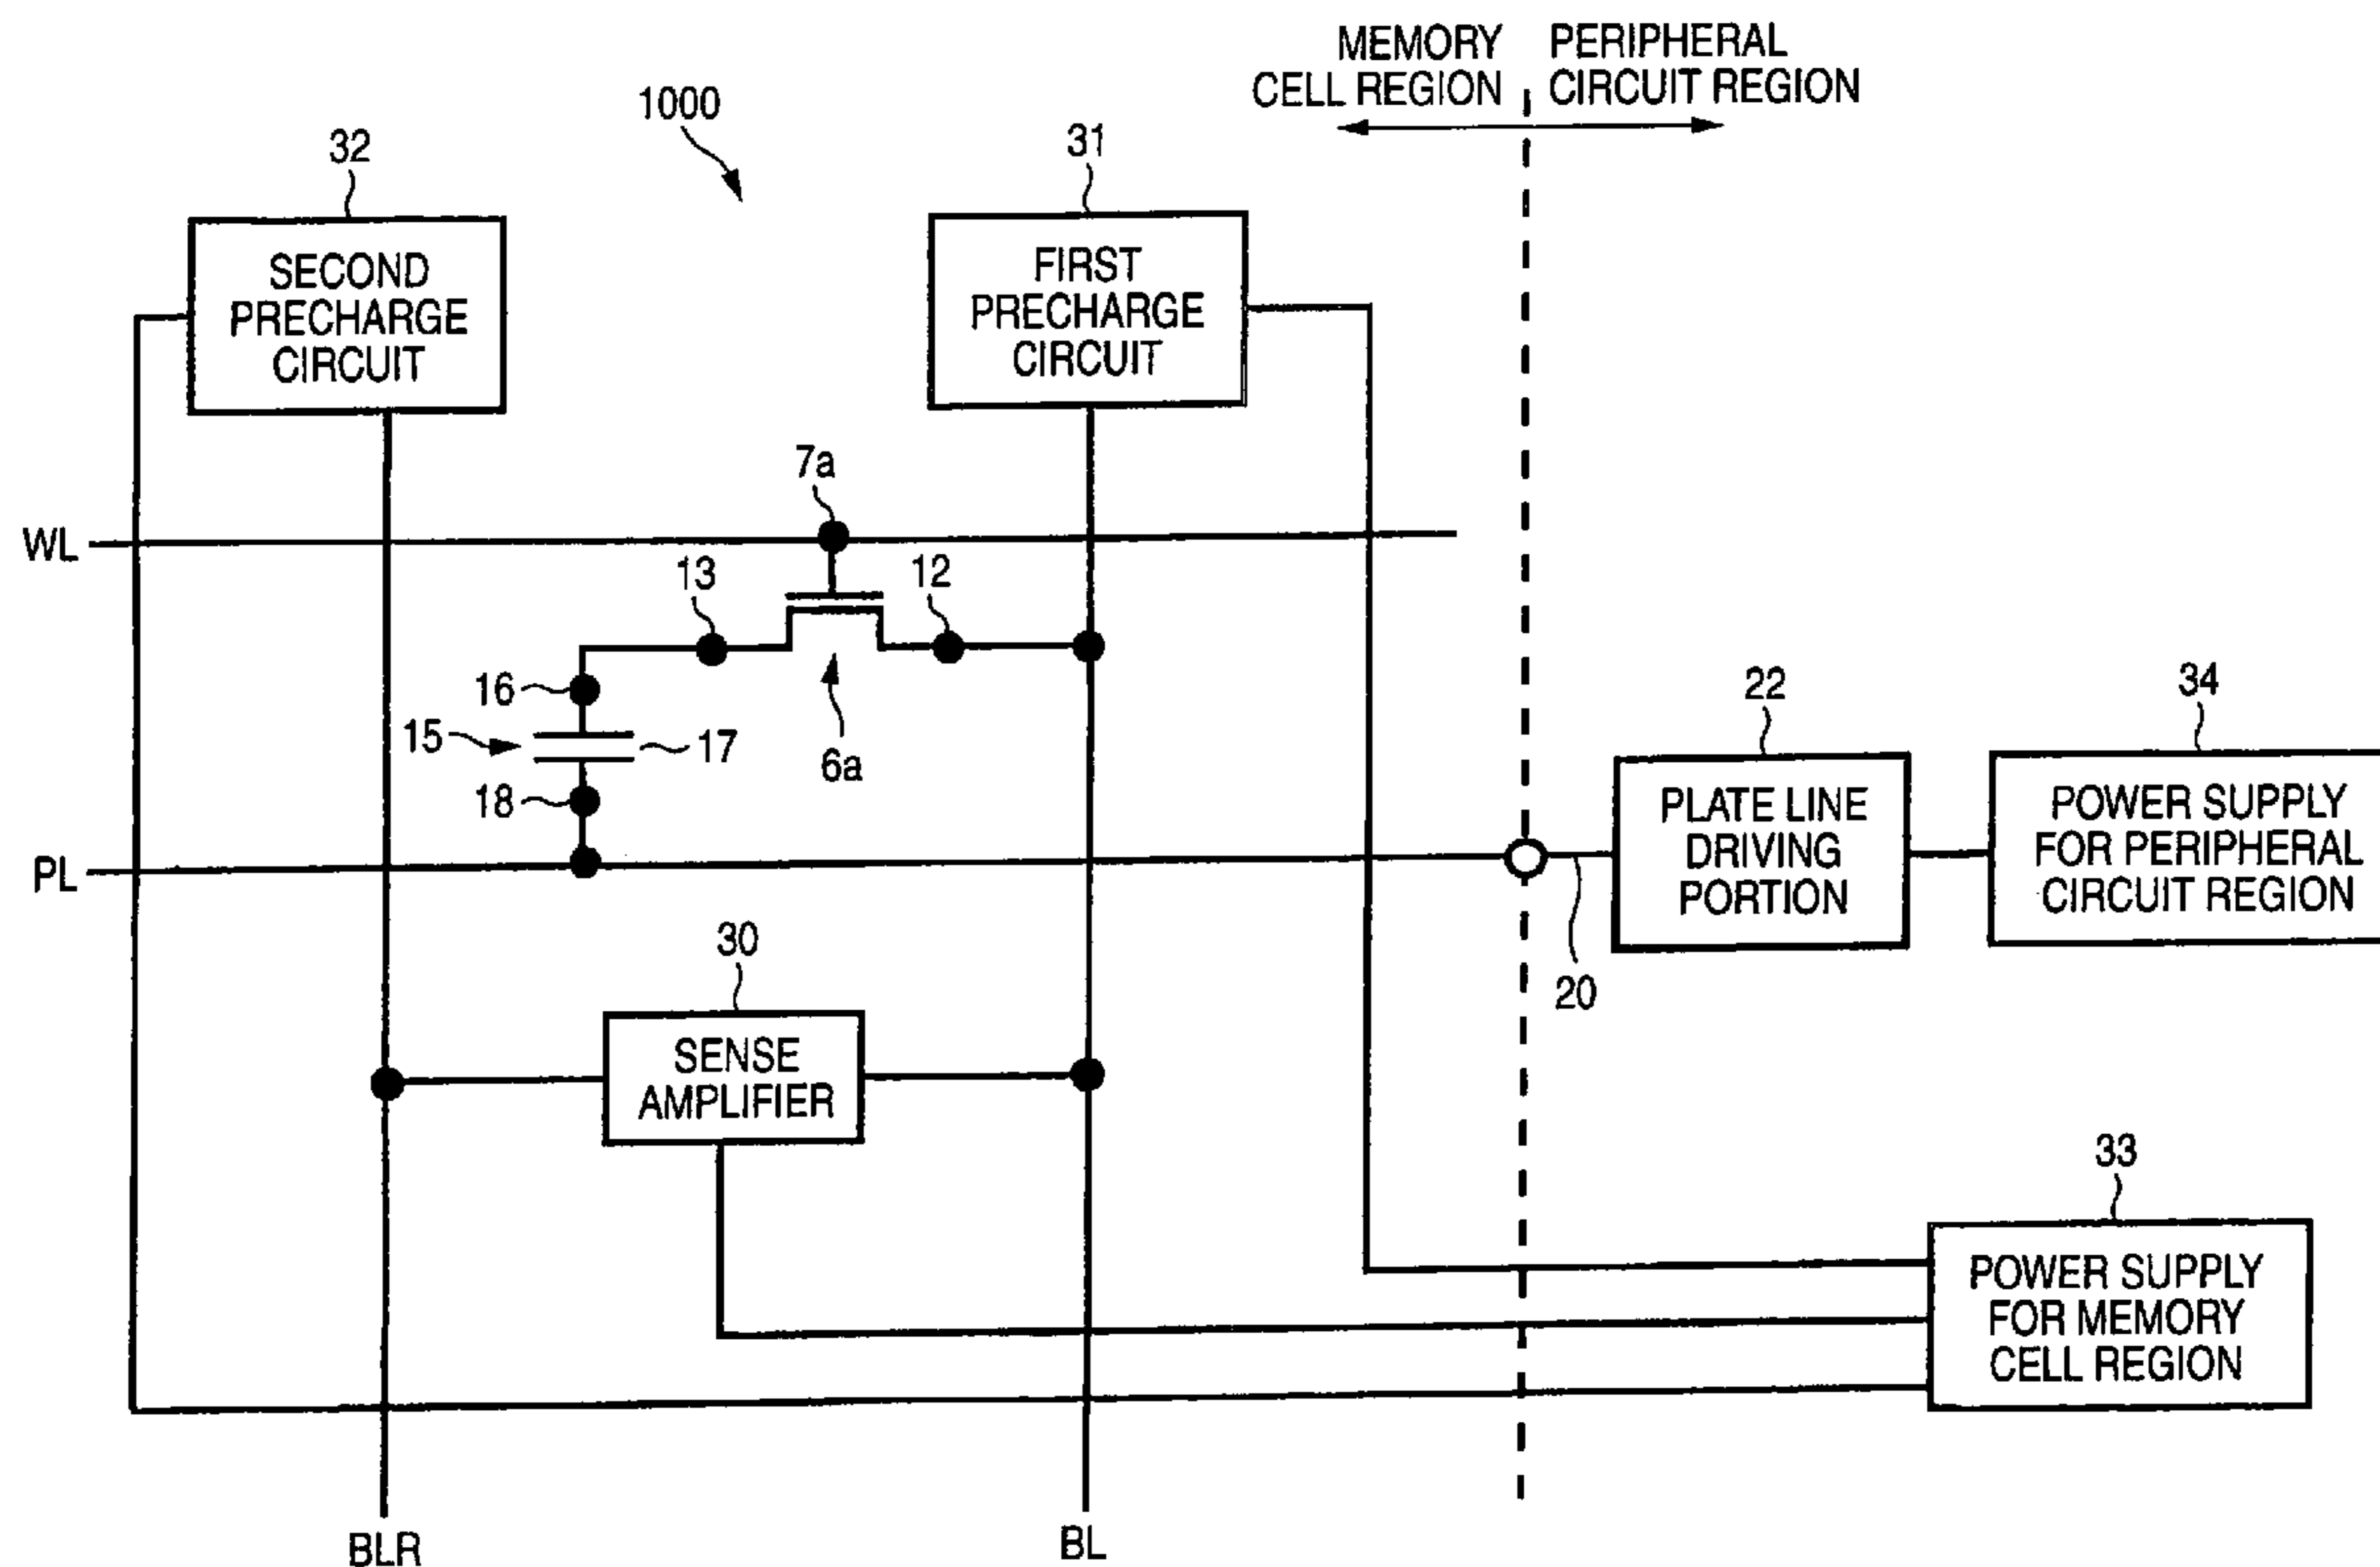 MEMORY
CELL REGION
PERIPHERAL
CIRCUIT REGION
1000
32
31
SECOND
PRECHARGE
CIRCUIT
FIRST
PRECHARGE
CIRCUIT
7a
WL
13
12
16
15
17
6a
18
22
34
PLATE LINE
DRIVING
PORTION
POWER SUPPLY
FOR PERIPHERAL
CIRCUIT REGION
PL
20
30
SENSE
AMPLIFIER
33
POWER SUPPLY
FOR MEMORY
CELL REGION
BLR
BL